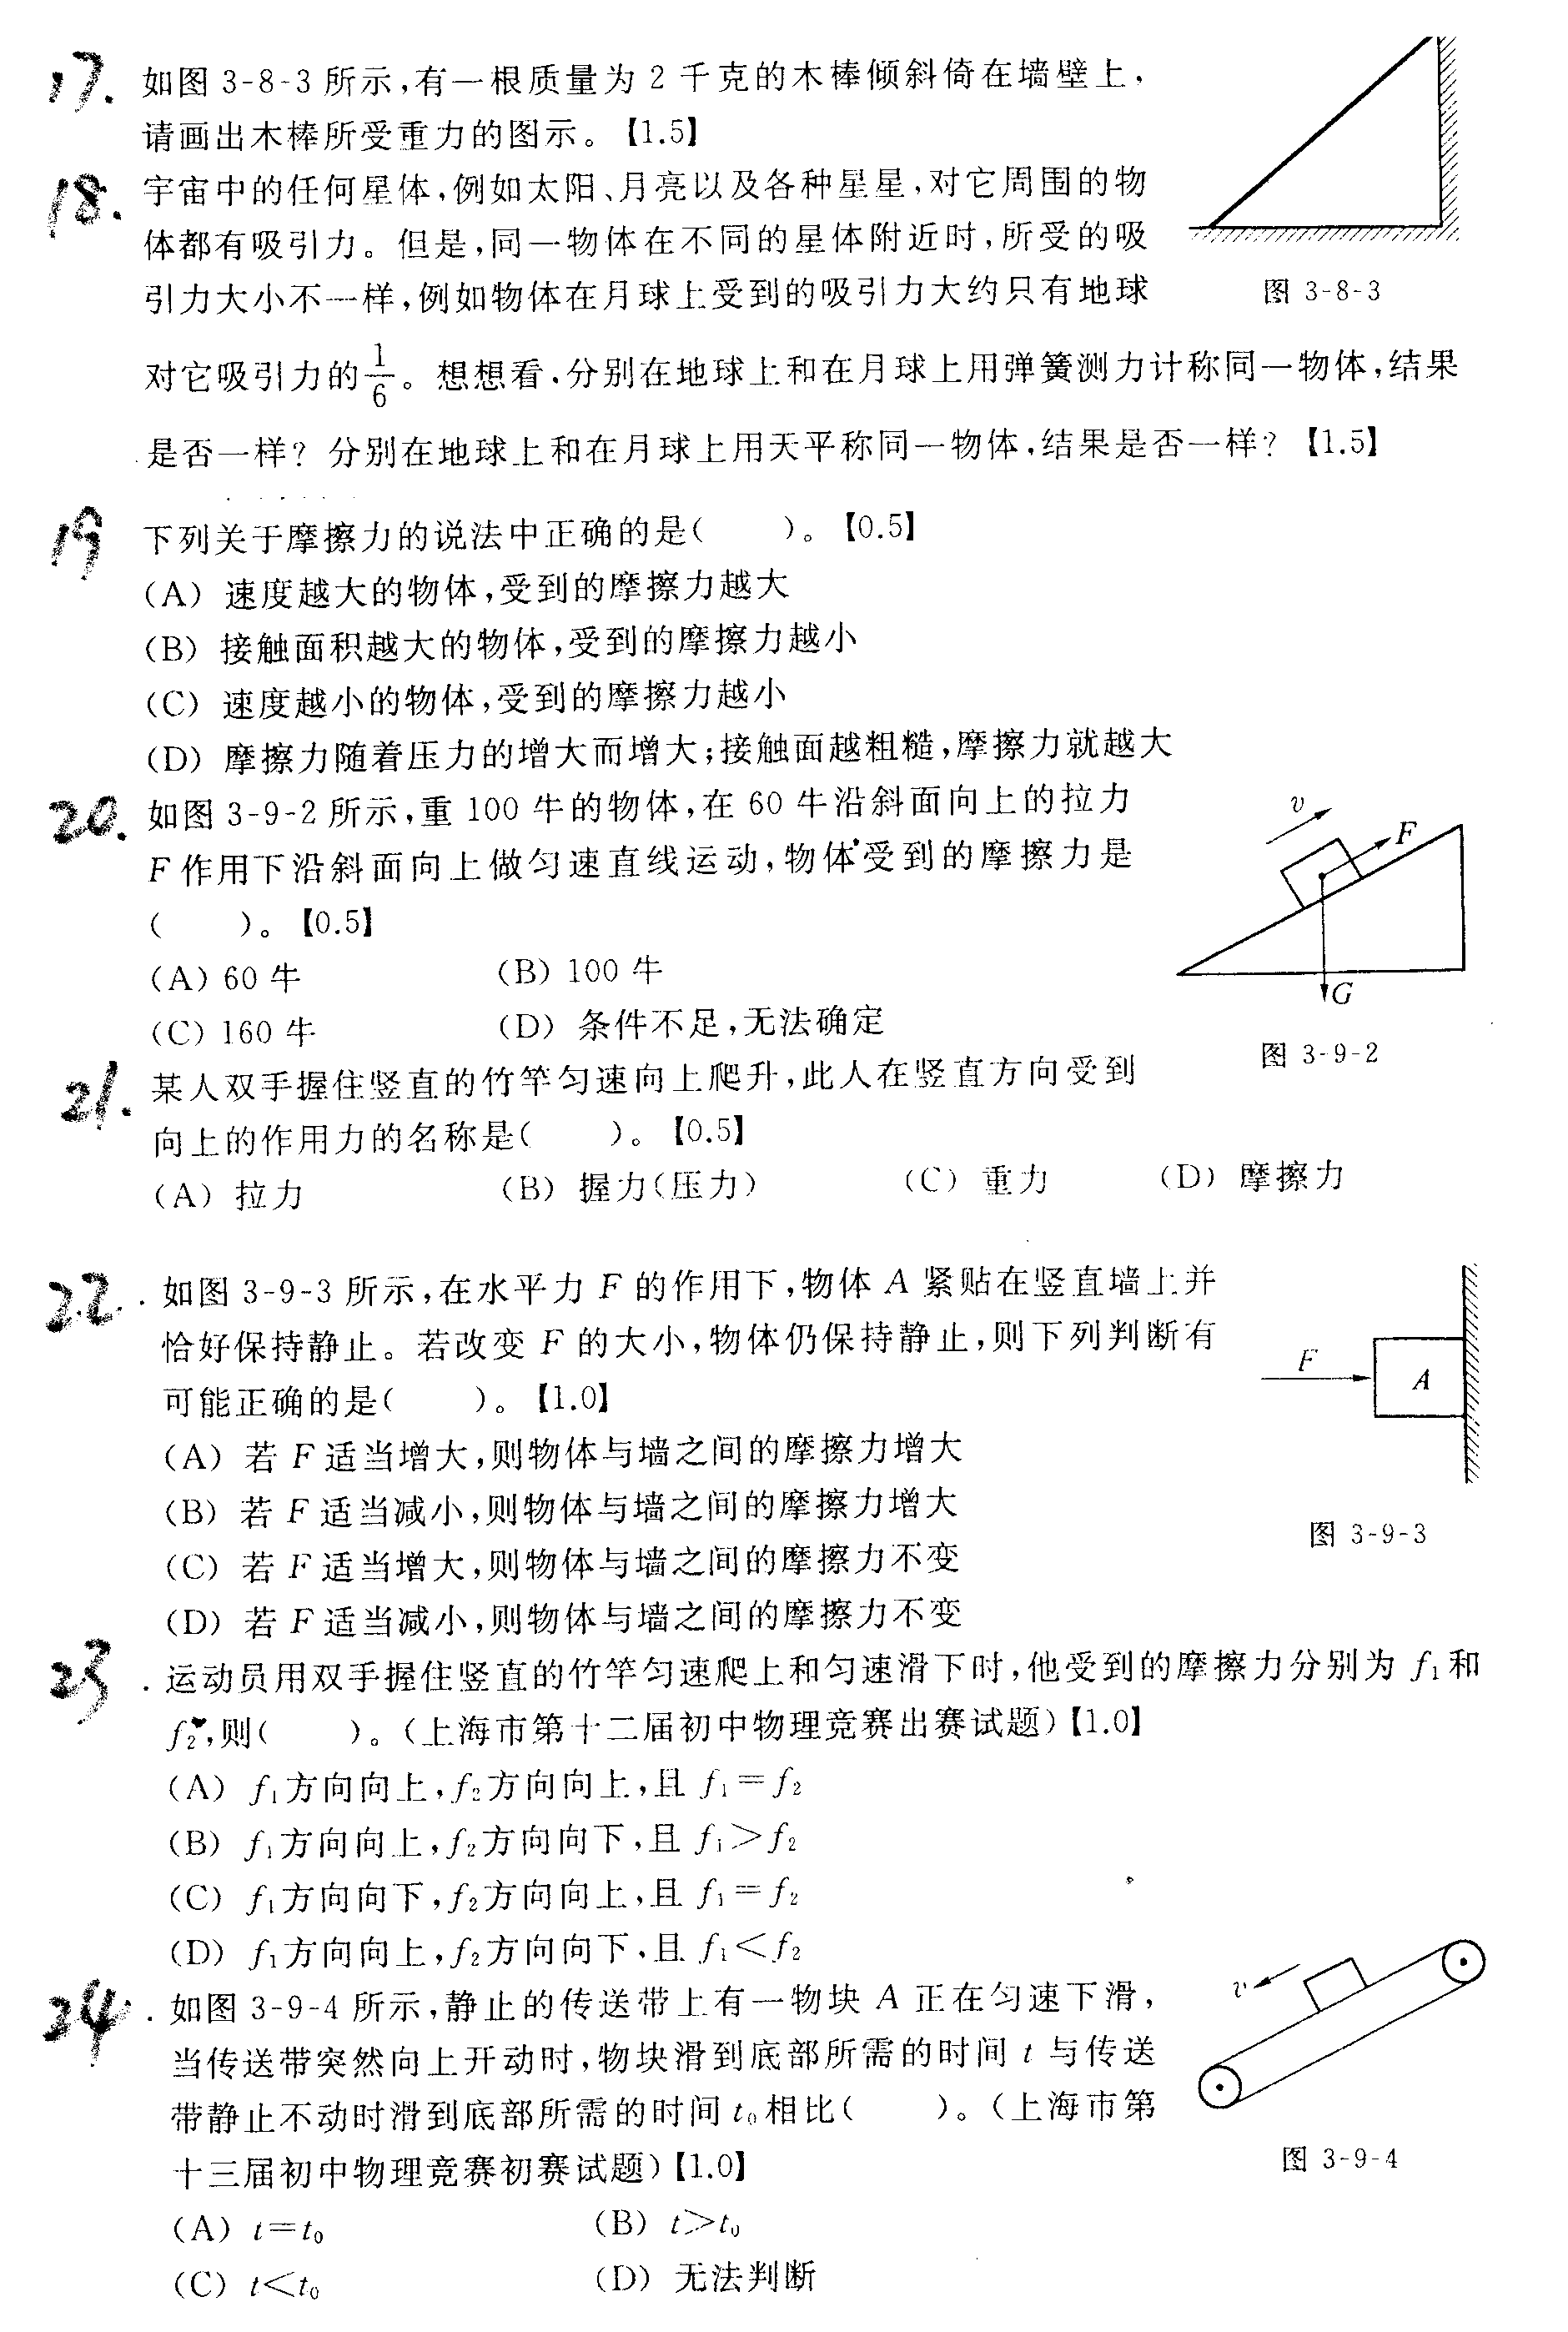 17. 如图 3-8-3 所示,有一根质量为 2 千克的木棒倾斜倚在墙壁上,
请画出木棒所受重力的图示。【1.5】
18. 宇宙中的任何星体,例如太阳、月亮以及各种星星,对它周围的物
体都有吸引力。但是,同一物体在不同的星体附近时,所受的吸
引力大小不一样,例如物体在月球上受到的吸引力大约只有地球
图 3-8-3
对它吸引力的1/6。想想看,分别在地球上和在月球上用弹簧测力计称同一物体,结果
是否一样? 分别在地球上和在月球上用天平称同一物体,结果是否一样? 【1.5】
19 下列关于摩擦力的说法中正确的是(  )。【0.5】
(A) 速度越大的物体,受到的摩擦力越大
(B) 接触面积越大的物体,受到的摩擦力越小
(C) 速度越小的物体,受到的摩擦力越小
(D) 摩擦力随着压力的增大而增大;接触面越粗糙,摩擦力就越大
20. 如图 3-9-2 所示,重 100 牛的物体,在 60 牛沿斜面向上的拉力
F 作用下沿斜面向上做匀速直线运动,物体受到的摩擦力是
(  )。【0.5】
(A) 60 牛 (B) 100 牛
(C) 160 牛 (D) 条件不足,无法确定
v
F
G
图 3-9-2
21. 某人双手握住竖直的竹竿匀速向上爬升,此人在竖直方向受到
向上的作用力的名称是(  )。【0.5】
(A) 拉力 (B) 握力(压力) (C) 重力 (D) 摩擦力
22. 如图 3-9-3 所示,在水平力 F 的作用下,物体 A 紧贴在竖直墙上并
恰好保持静止。若改变 F 的大小,物体仍保持静止,则下列判断有
可能正确的是(  )。【1.0】
(A) 若 F 适当增大,则物体与墙之间的摩擦力增大
(B) 若 F 适当减小,则物体与墙之间的摩擦力增大
(C) 若 F 适当增大,则物体与墙之间的摩擦力不变
(D) 若 F 适当减小,则物体与墙之间的摩擦力不变
F
A
图 3-9-3
23. 运动员用双手握住竖直的竹竿匀速爬上和匀速滑下时,他受到的摩擦力分别为 f₁和
f₂,则(  )。(上海市第十二届初中物理竞赛出赛试题)【1.0】
(A) f₁方向向上,f₂方向向上,且 f₁=f₂
(B) f₁方向向上,f₂方向向下,且 f₁>f₂
(C) f₁方向向下,f₂方向向上,且 f₁=f₂
(D) f₁方向向上,f₂方向向下,且 f₁<f₂
24. 如图 3-9-4 所示,静止的传送带上有一物块 A 正在匀速下滑,
当传送带突然向上开动时,物块滑到底部所需的时间 t 与传送
带静止不动时滑到底部所需的时间 t₀相比(  )。(上海市第
十三届初中物理竞赛初赛试题)【1.0】
(A) t=t₀ (B) t>t₀
(C) t<t₀ (D) 无法判断
v
图 3-9-4